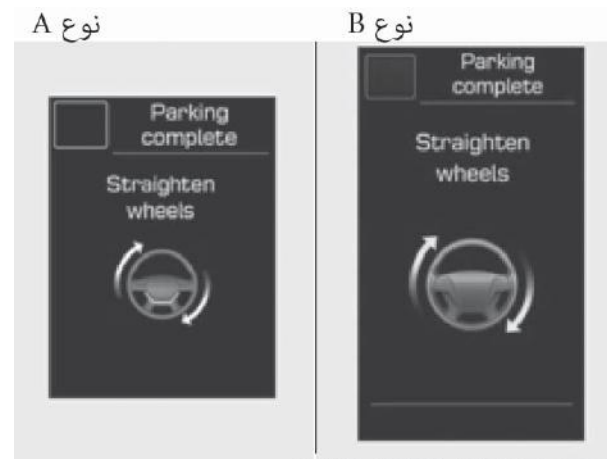 نوع A
Parking
complete
Straighten
wheels
نوع B
Parking
complete
Straighten
wheels